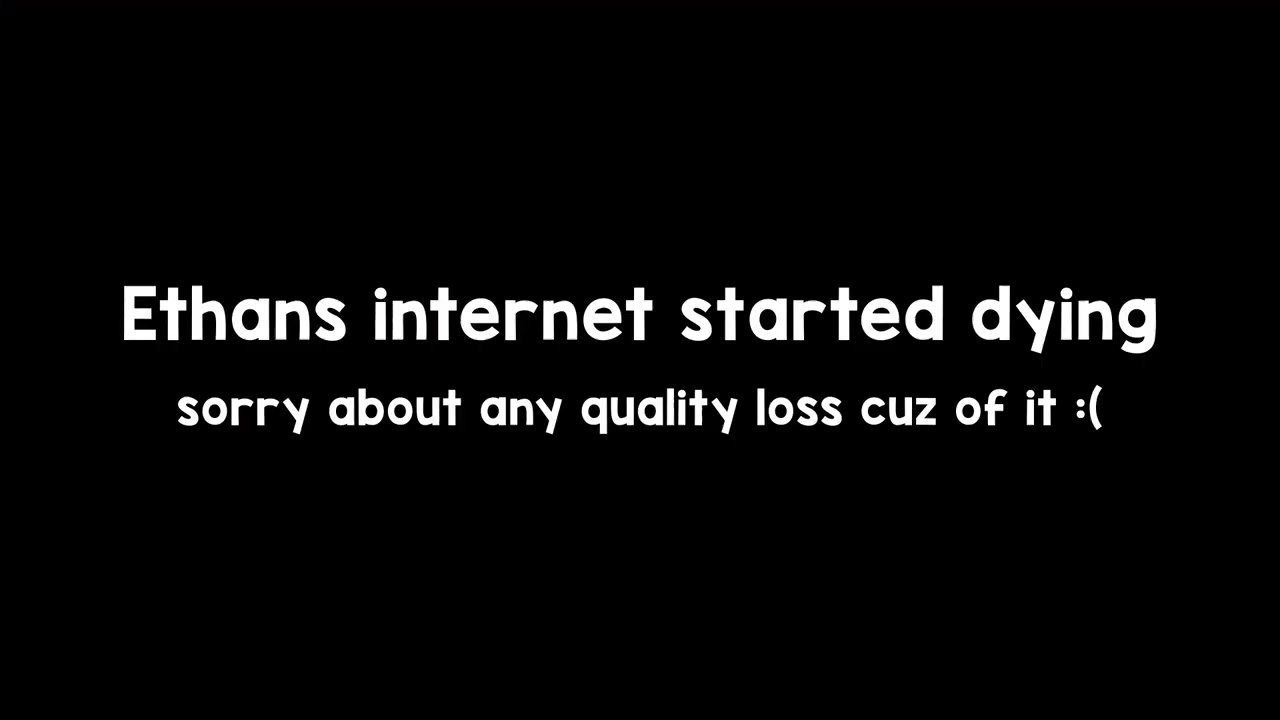 Ethans internet started dying
sorry about any quality loss cuz of it :(